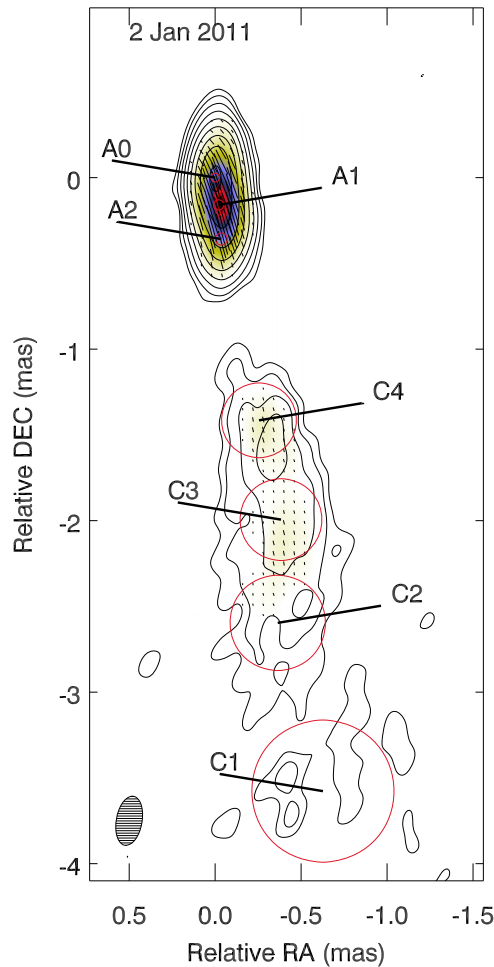 2 Jan 2011
A0
A1
A2
0
-1
C4
C3
-2
C2
-3
C1
-4
Relative DEC (mas)
0.5 0.0 -0.5 -1.0 -1.5
Relative RA (mas)